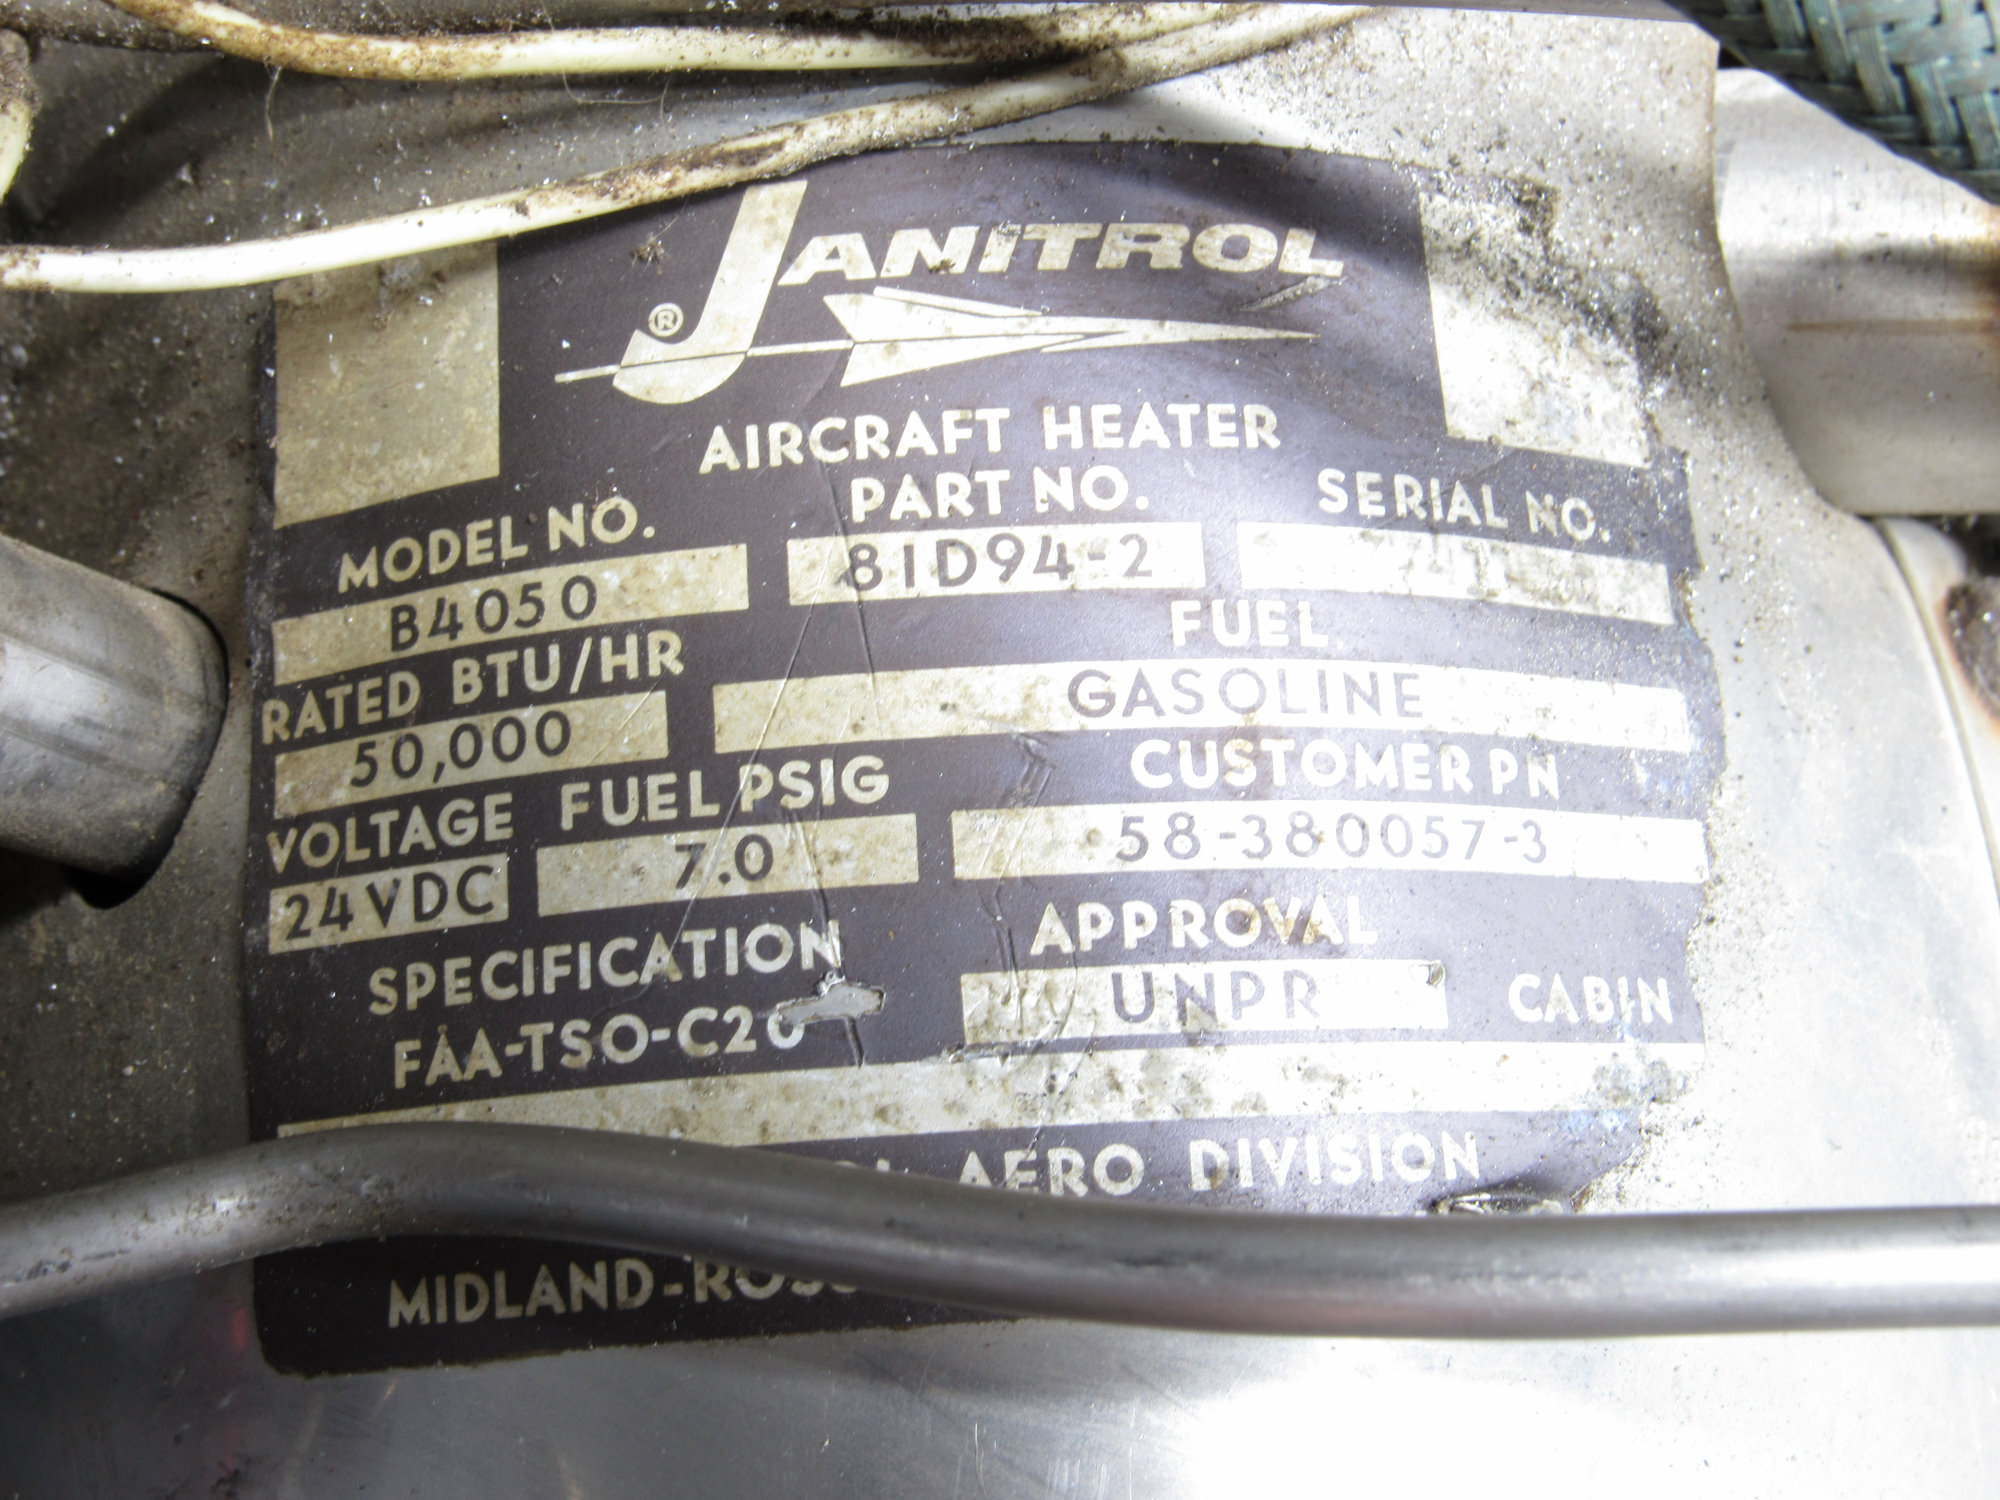 JANITROL
®
AIRCRAFT HEATER
MODEL NO. PART NO. SERIAL NO.
B4050 81D94-2
RATED BTU/HR FUEL
50,000 GASOLINE
VOLTAGE FUEL PSIG CUSTOMER PN
24VDC 7.0 58-380057-3
SPECIFICATION APPROVAL
FAA-TSO-C20 UNPR CABIN
AERO DIVISION
MIDLAND-ROSS